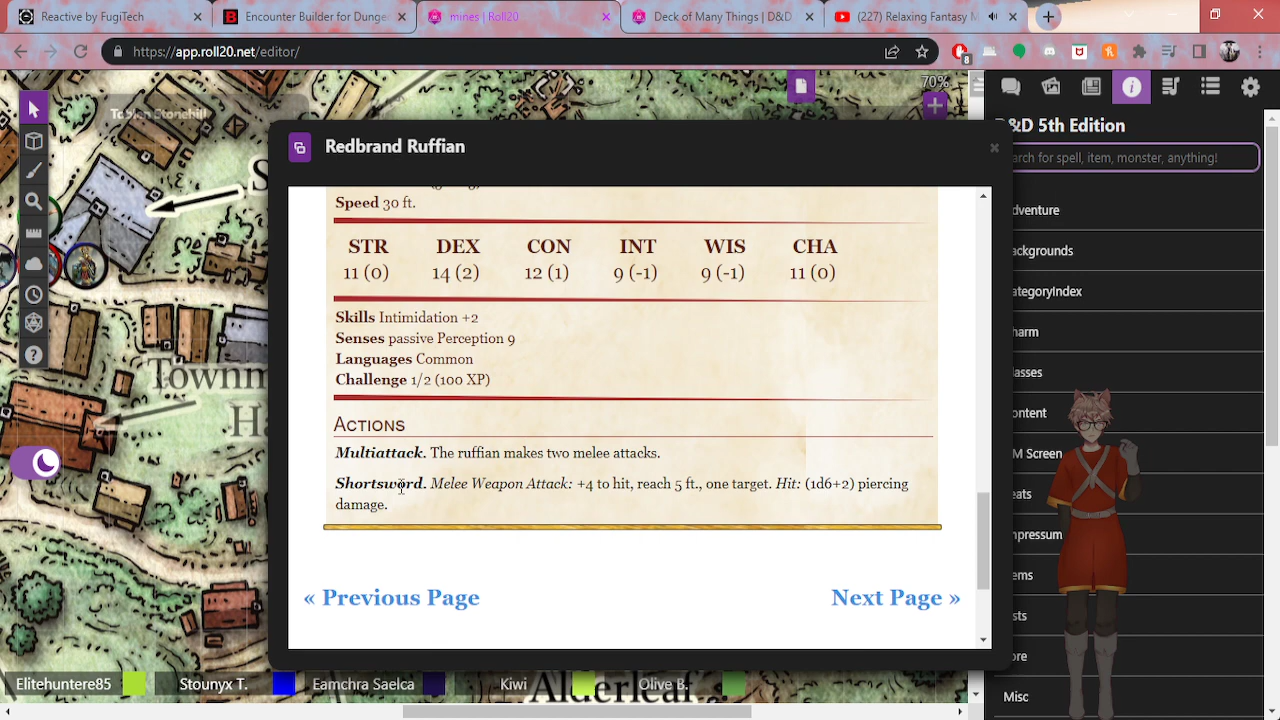 Reactive by FugiTech
Encounter Builder for Dunge
mines | Roll20
Deck of Many Things | D&D
(227) Relaxing Fantasy M
https://app.roll20.net/editor/
8
70%
Toblen Stonehill
D&D 5th Edition
Redbrand Ruffian
arch for spell, item, monster, anything!
Speed 30 ft.
STR DEX CON INT WIS CHA
11 (0) 14 (2) 12 (1) 9 (-1) 9 (-1) 11 (0)
Skills Intimidation +2
Senses passive Perception 9
Languages Common
Challenge 1/2 (100 XP)
Actions
Multiattack. The ruffian makes two melee attacks.
Shortsword. Melee Weapon Attack: +4 to hit, reach 5 ft., one target. Hit: (1d6+2) piercing
damage.
« Previous Page
Next Page »
dventure
ackgrounds
ategoryIndex
harm
lasses
ontent
M Screen
eats
mpressum
ems
sts
ore
Misc
S
Townm
Ha
Elitehuntere85
Stounyx T.
Eamchra Saelca
Kiwi
Olive B.
Alderleaf